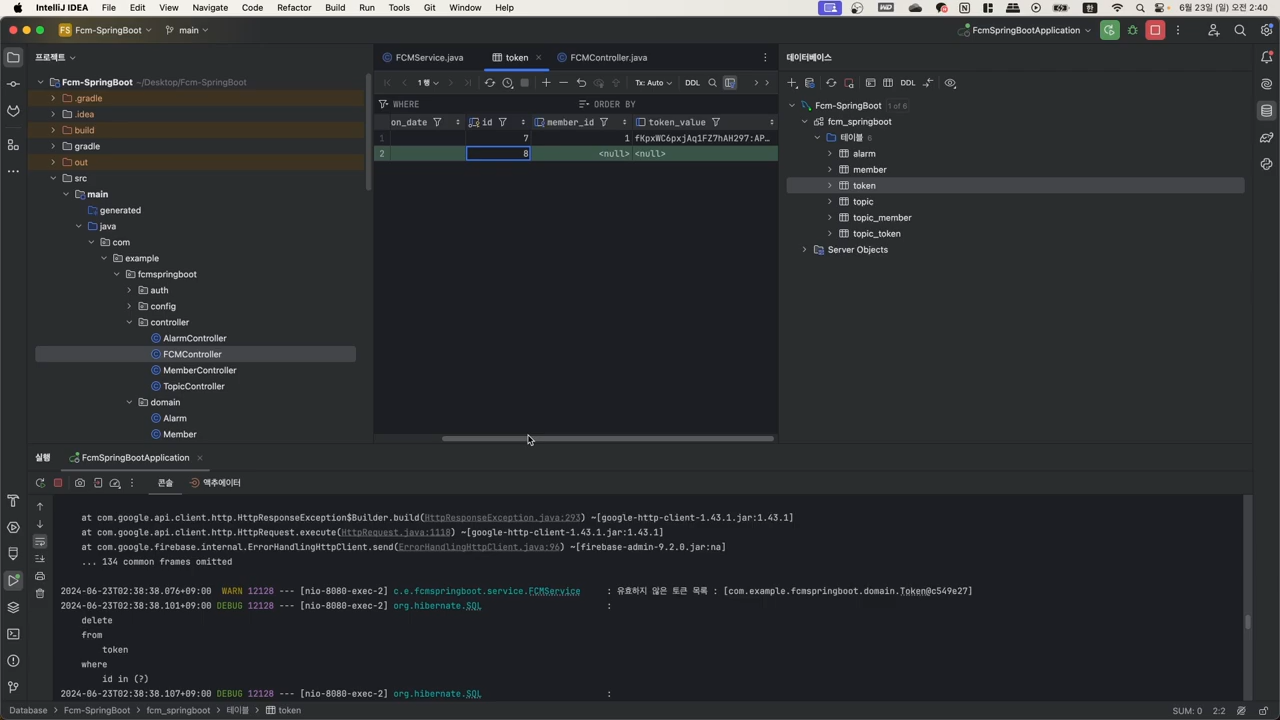 IntelliJ IDEA File Edit View Navigate Code Refactor Build Run Tools Git Window Help 6월 23일 (일) 오전 2:40
FS Fcm-SpringBoot main FcmSpringBootApplication
프로젝트
Fcm-SpringBoot ~/Desktop/Fcm-SpringBoot
.gradle
.idea
build
gradle
out
src
main
generated
java
com
example
fcmspringboot
auth
config
controller
AlarmController
FCMController
MemberController
TopicController
domain
Alarm
Member
FCMService.java token FCMController.java
1 행 Tx: Auto DDL
WHERE ORDER BY
on_date id member_id token_value
1 7 1 fKpxWC6pxjAq1FZ7hAH297:AP…
2 8 <null> <null>
데이터베이스
DDL
Fcm-SpringBoot 1 of 6
fcm_springboot
테이블 6
alarm
member
token
topic
topic_member
topic_token
Server Objects
실행 FcmSpringBootApplication
콘솔 액추에이터
at com.google.api.client.http.HttpResponseException$Builder.build(HttpResponseException.java:293) ~[google-http-client-1.43.1.jar:1.43.1]
at com.google.api.client.http.HttpRequest.execute(HttpRequest.java:1118) ~[google-http-client-1.43.1.jar:1.43.1]
at com.google.firebase.internal.ErrorHandlingHttpClient.send(ErrorHandlingHttpClient.java:96) ~[firebase-admin-9.2.0.jar:na]
... 134 common frames omitted
2024-06-23T02:38:38.076+09:00 WARN 12128 --- [nio-8080-exec-2] c.e.fcmspringboot.service.FCMService : 유효하지 않은 토큰 목록 : [com.example.fcmspringboot.domain.Token@c549e27]
2024-06-23T02:38:38.101+09:00 DEBUG 12128 --- [nio-8080-exec-2] org.hibernate.SQL :
delete
from
token
where
id in (?)
2024-06-23T02:38:38.107+09:00 DEBUG 12128 --- [nio-8080-exec-2] org.hibernate.SQL :
Database Fcm-SpringBoot fcm_springboot 테이블 token SUM: 0 2:2